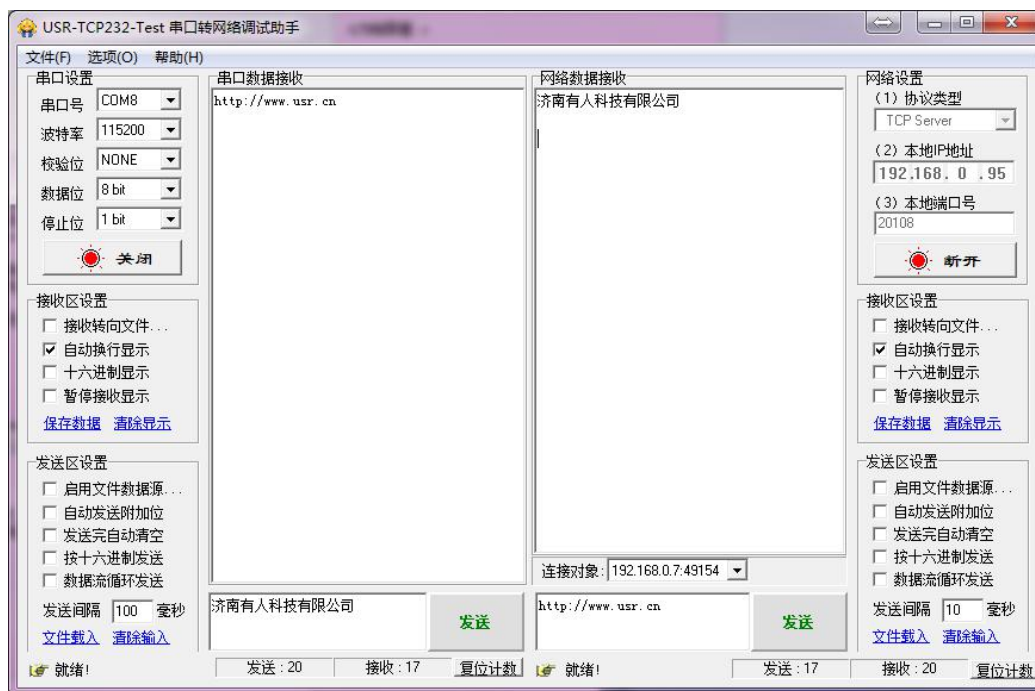 USR-TCP232-Test 串口转网络调试助手
文件(F) 选项(O) 帮助(H)
串口设置
串口号 COM8
波特率 115200
校验位 NONE
数据位 8 bit
停止位 1 bit
关闭
接收区设置
接收转向文件...
自动换行显示
十六进制显示
暂停接收显示
保存数据 清除显示
发送区设置
启用文件数据源...
自动发送附加位
发送完自动清空
按十六进制发送
数据流循环发送
发送间隔 100 毫秒
文件载入 清除输入
就绪!
串口数据接收
http://www.usr.cn
济南有人科技有限公司
发送
发送 : 20 接收 : 17 复位计数
网络数据接收
济南有人科技有限公司
连接对象: 192.168.0.7:49154
http://www.usr.cn
发送
就绪!
发送 : 17 接收 : 20 复位计数
网络设置
(1) 协议类型
TCP Server
(2) 本地IP地址
192.168. 0 .95
(3) 本地端口号
20108
断开
接收区设置
接收转向文件...
自动换行显示
十六进制显示
暂停接收显示
保存数据 清除显示
发送区设置
启用文件数据源...
自动发送附加位
发送完自动清空
按十六进制发送
数据流循环发送
发送间隔 10 毫秒
文件载入 清除输入